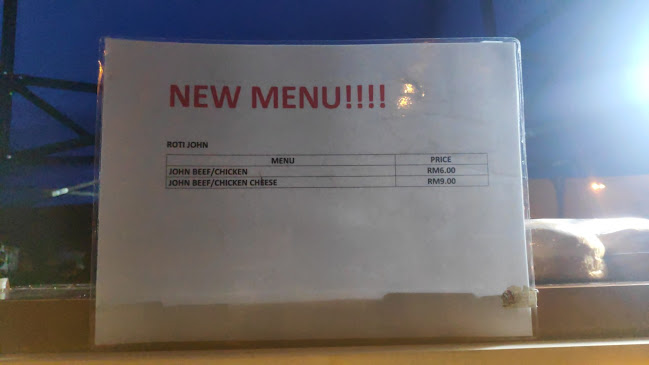 NEW MENU!!!!
ROTI JOHN
MENU PRICE
JOHN BEEF/CHICKEN RM6.00
JOHN BEEF/CHICKEN CHEESE RM9.00